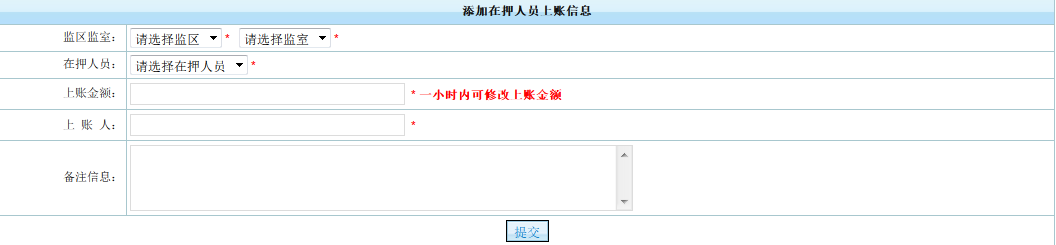 添加在押人员上账信息
监区监室： 请选择监区 * 请选择监室 *
在押人员： 请选择在押人员 *
上账金额： * 一小时内可修改上账金额
上 账 人： *
备注信息：
提交